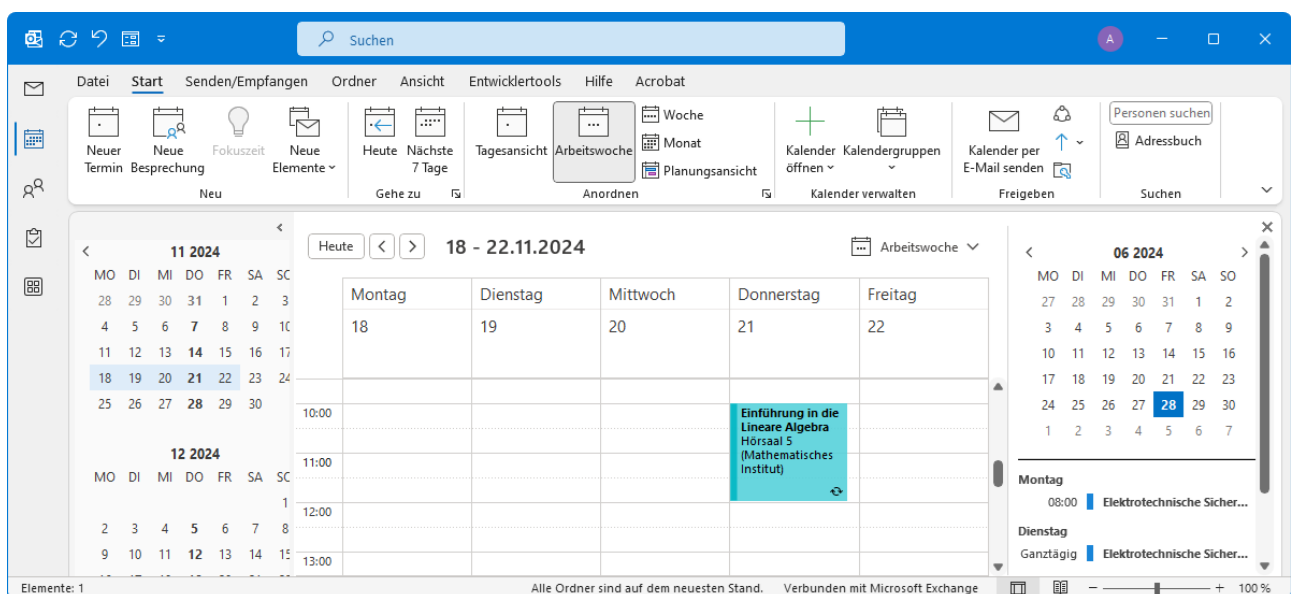 Suchen
A
Datei Start Senden/Empfangen Ordner Ansicht Entwicklertools Hilfe Acrobat
Neuer Termin
Neue Besprechung
Fokuszeit
Neue Elemente
Neu
Heute
Nächste 7 Tage
Gehe zu
Tagesansicht
Arbeitswoche
Woche
Monat
Planungsansicht
Anordnen
Kalender öffnen
Kalendergruppen
Kalender verwalten
Kalender per E-Mail senden
Freigeben
Personen suchen
Adressbuch
Suchen
11 2024
MO DI MI DO FR SA SO
28 29 30 31 1 2 3
4 5 6 7 8 9 10
11 12 13 14 15 16 17
18 19 20 21 22 23 24
25 26 27 28 29 30
12 2024
MO DI MI DO FR SA SO
1
2 3 4 5 6 7 8
9 10 11 12 13 14 15
Heute
18 - 22.11.2024
Arbeitswoche
Montag Dienstag Mittwoch Donnerstag Freitag
18 19 20 21 22
10:00
11:00
12:00
13:00
Einführung in die
Lineare Algebra
Hörsaal 5
(Mathematisches
Institut)
06 2024
MO DI MI DO FR SA SO
27 28 29 30 31 1 2
3 4 5 6 7 8 9
10 11 12 13 14 15 16
17 18 19 20 21 22 23
24 25 26 27 28 29 30
1 2 3 4 5 6 7
Montag
08:00 Elektrotechnische Sicher...
Dienstag
Ganztägig Elektrotechnische Sicher...
Elemente: 1
Alle Ordner sind auf dem neuesten Stand. Verbunden mit Microsoft Exchange
100 %